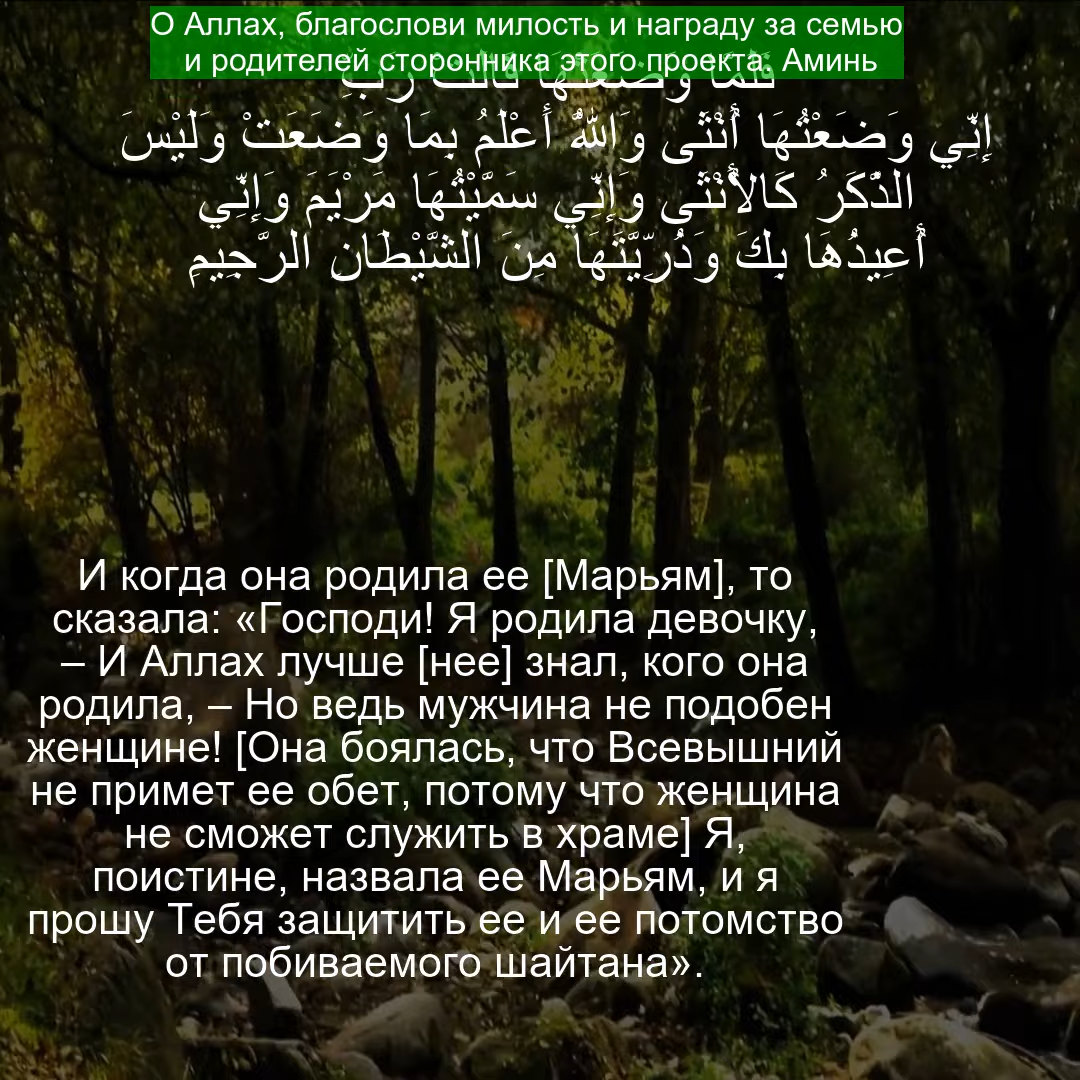 О Аллах, благослови милость и награду за семью
и родителей сторонника этого проекта. Аминь
فَلَمَّا وَضَعَتْهَا قَالَتْ رَبِّ
إِنِّي وَضَعْتُهَا أُنْثَى وَاللَّهُ أَعْلَمُ بِمَا وَضَعَتْ وَلَيْسَ
الذَّكَرُ كَالْأُنْثَى وَإِنِّي سَمَّيْتُهَا مَرْيَمَ وَإِنِّي
أُعِيذُهَا بِكَ وَذُرِّيَّتَهَا مِنَ الشَّيْطَانِ الرَّجِيمِ
И когда она родила ее [Марьям], то
сказала: «Господи! Я родила девочку,
– И Аллах лучше [нее] знал, кого она
родила, – Но ведь мужчина не подобен
женщине! [Она боялась, что Всевышний
не примет ее обет, потому что женщина
не сможет служить в храме] Я,
поистине, назвала ее Марьям, и я
прошу Тебя защитить ее и ее потомство
от побиваемого шайтана».